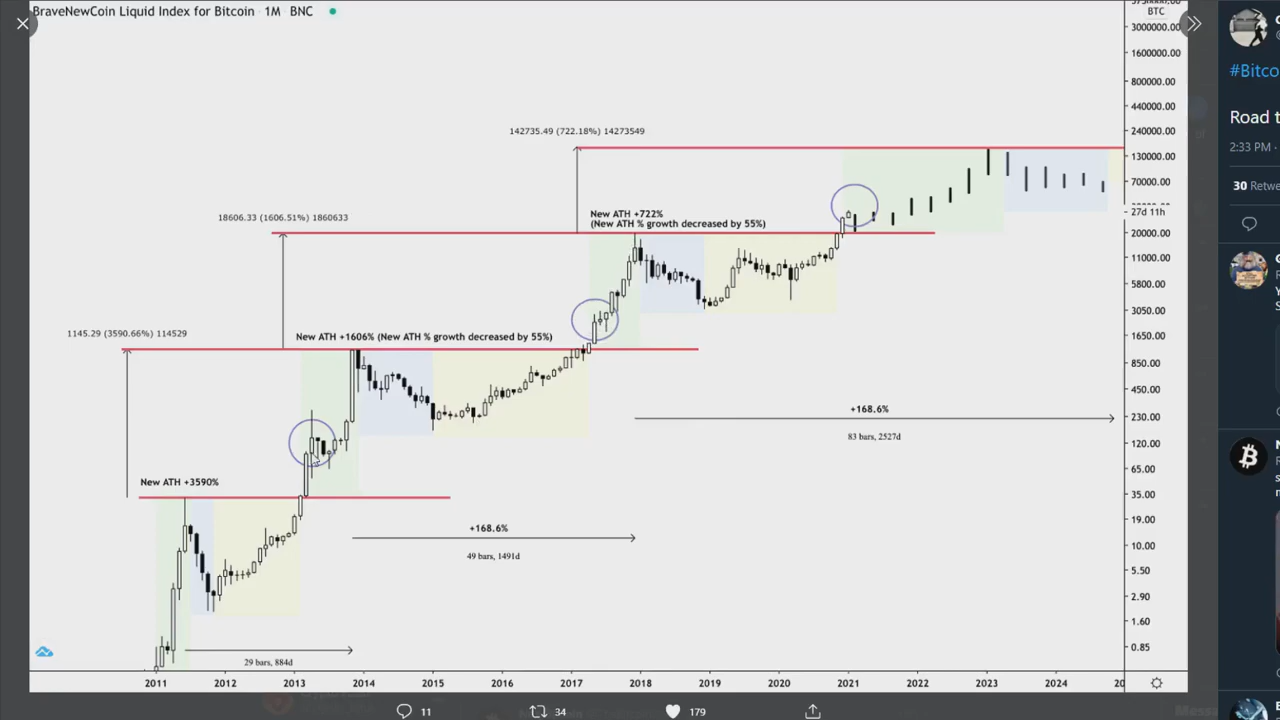 BraveNewCoin Liquid Index for Bitcoin · 1M · BNC
BTC
3000000.00
1600000.00
800000.00
440000.00
240000.00
130000.00
70000.00
27d 11h
20000.00
11000.00
5800.00
3050.00
1650.00
850.00
450.00
230.00
120.00
65.00
35.00
19.00
10.00
5.50
2.90
1.60
0.85
142735.49 (722.18%) 14273549
New ATH +722%
(New ATH % growth decreased by 55%)
18606.33 (1606.51%) 1860633
New ATH +1606% (New ATH % growth decreased by 55%)
1145.29 (3590.66%) 114529
New ATH +3590%
+168.6%
83 bars, 2527d
+168.6%
49 bars, 1491d
29 bars, 884d
2011 2012 2013 2014 2015 2016 2017 2018 2019 2020 2021 2022 2023 2024 20
11 34 179
#Bitco
Road t
2:33 PM ·
30 Retwe